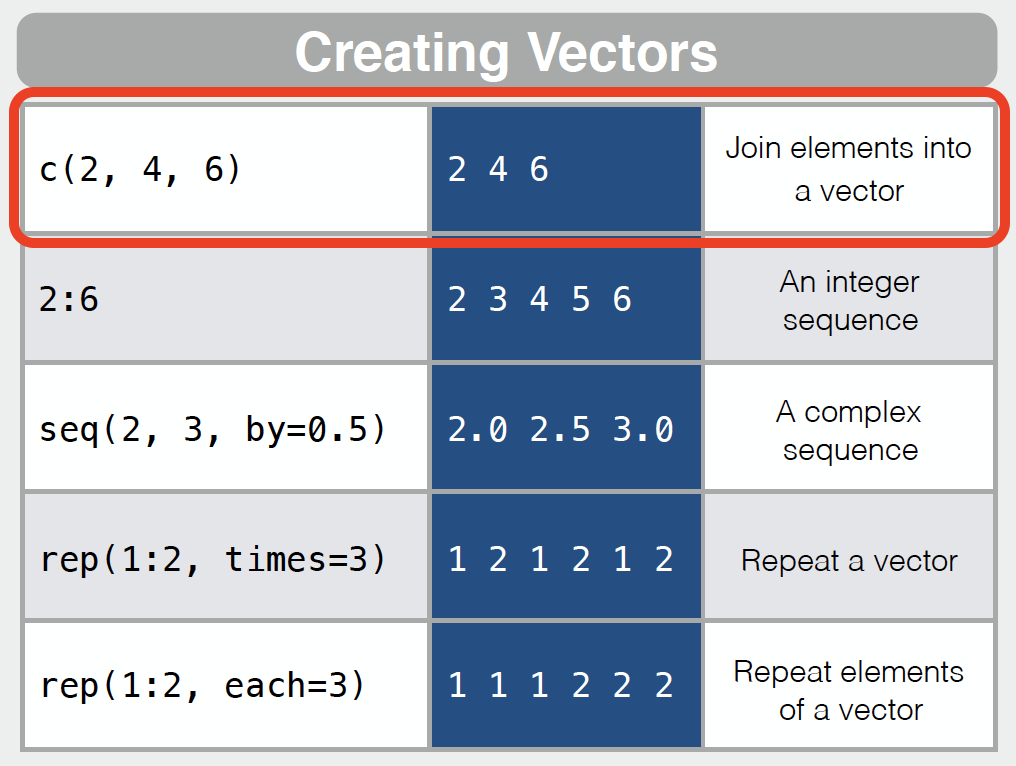 Creating Vectors
c(2, 4, 6)
2 4 6
Join elements into
a vector
2:6
2 3 4 5 6
An integer
sequence
seq(2, 3, by=0.5)
2.0 2.5 3.0
A complex
sequence
rep(1:2, times=3)
1 2 1 2 1 2
Repeat a vector
rep(1:2, each=3)
1 1 1 2 2 2
Repeat elements
of a vector